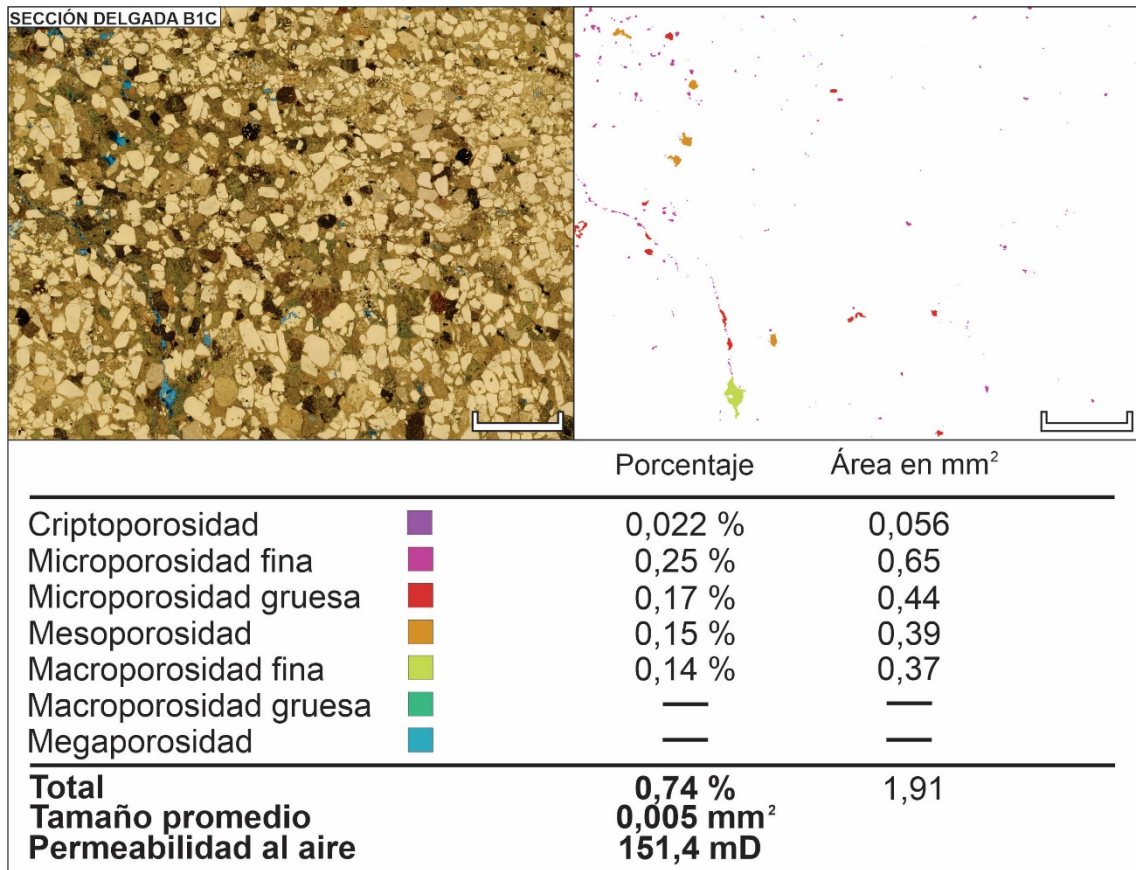 SECCIÓN DELGADA B1C
Porcentaje Área en mm²
Criptoporosidad 0,022 % 0,056
Microporosidad fina 0,25 % 0,65
Microporosidad gruesa 0,17 % 0,44
Mesoporosidad 0,15 % 0,39
Macroporosidad fina 0,14 % 0,37
Macroporosidad gruesa — —
Megaporosidad — —
Total 0,74 % 1,91
Tamaño promedio 0,005 mm²
Permeabilidad al aire 151,4 mD